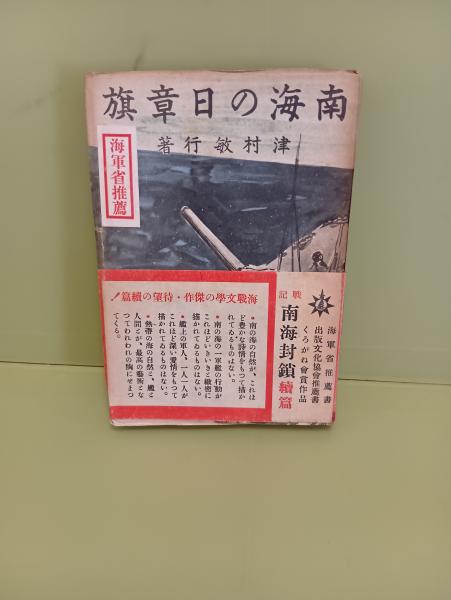 南海の日章旗
津村敏行著
海軍省推薦
海軍省推薦書
出版文化協會推薦書
くろがね會賞作品
戰記
南海封鎖續篇
海戰文學の傑作・待望の續篇！
・南の海の自然が、これほ
ど豊かな詩情をもつて描か
れてゐるものはない。
・南の海の一軍艦の行動が
これほどいきいきと緻密に
描かれてゐるものはない。
・艦上の軍人、一人一人が
これほど深い愛情をもつて
描かれてゐるものはない。
・熱帶の海の自然と、艦と
人間とが、最高の藝術とな
つてわれわれの胸にせまつ
てくる。